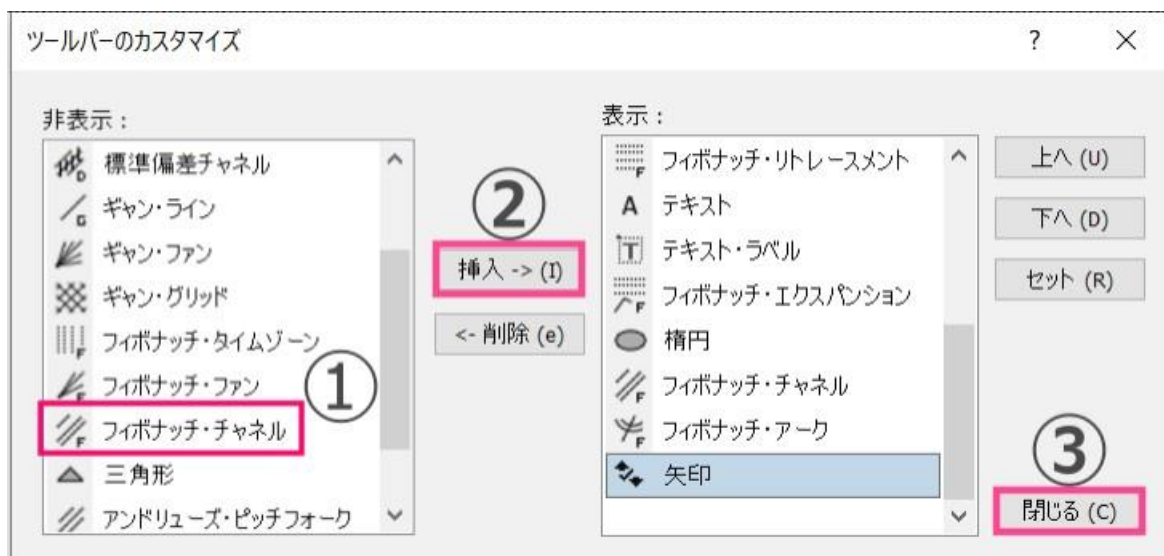 ツールバーのカスタマイズ
?
非表示：
標準偏差チャネル
ギャン・ライン
ギャン・ファン
ギャン・グリッド
フィボナッチ・タイムゾーン
フィボナッチ・ファン
①
フィボナッチ・チャネル
三角形
アンドリューズ・ピッチフォーク
②
挿入 -> (I)
<- 削除 (e)
表示：
フィボナッチ・リトレースメント
A テキスト
T テキスト・ラベル
フィボナッチ・エクスパンション
楕円
フィボナッチ・チャネル
フィボナッチ・アーク
矢印
上へ (U)
下へ (D)
セット (R)
③
閉じる (C)